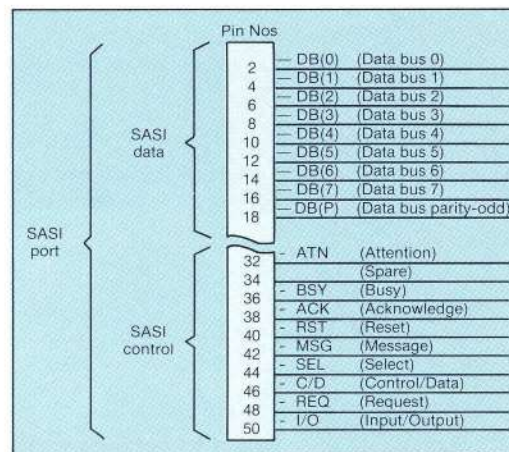 Pin Nos
2 — DB(0) (Data bus 0)
4 — DB(1) (Data bus 1)
6 — DB(2) (Data bus 2)
8 — DB(3) (Data bus 3)
10 — DB(4) (Data bus 4)
12 — DB(5) (Data bus 5)
14 — DB(6) (Data bus 6)
16 — DB(7) (Data bus 7)
18 — DB(P) (Data bus parity-odd)
SASI
data
SASI
port
32 - ATN (Attention)
34 (Spare)
36 - BSY (Busy)
38 - ACK (Acknowledge)
40 - RST (Reset)
42 - MSG (Message)
44 - SEL (Select)
46 - C/D (Control/Data)
48 - REQ (Request)
50 - I/O (Input/Output)
SASI
control